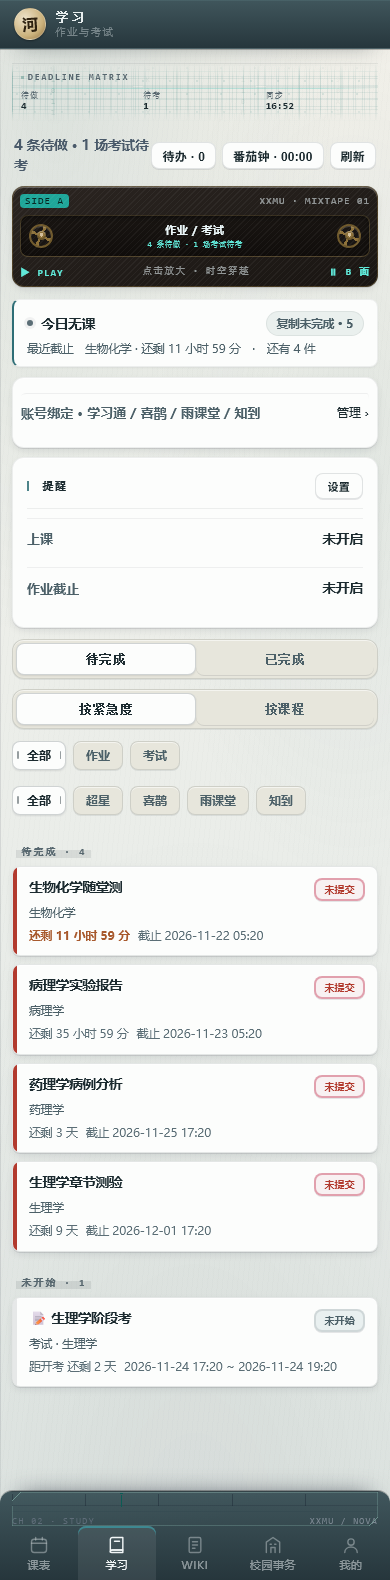 河
学习
作业与考试
DEADLINE MATRIX
待做 待考 同步
4 1 16:52
4 条待做 • 1 场考试待考
待办 · 0 番茄钟 · 00:00 刷新
SIDE A XXMU · MIXTAPE 01
作业 / 考试
4 条待做 · 1 场考试待考
▶ PLAY 点击放大 · 时空穿越 ⏸ B 面
今日无课 复制未完成 • 5
最近截止 生物化学 · 还剩 11 小时 59 分 · 还有 4 件
账号绑定 • 学习通 / 喜鹊 / 雨课堂 / 知到 管理 ›
提醒 设置
上课 未开启
作业截止 未开启
待完成 已完成
按紧急度 按课程
全部 作业 考试
全部 超星 喜鹊 雨课堂 知到
待完成 · 4
生物化学随堂测 未提交
生物化学
还剩 11 小时 59 分 截止 2026-11-22 05:20
病理学实验报告 未提交
病理学
还剩 35 小时 59 分 截止 2026-11-23 05:20
药理学病例分析 未提交
药理学
还剩 3 天 截止 2026-11-25 17:20
生理学章节测验 未提交
生理学
还剩 9 天 截止 2026-12-01 17:20
未开始 · 1
📝 生理学阶段考 未开始
考试 · 生理学
距开考 还剩 2 天 2026-11-24 17:20 ~ 2026-11-24 19:20
CH 02 · STUDY XXMU / NOVA
课表 学习 WIKI 校园事务 我的